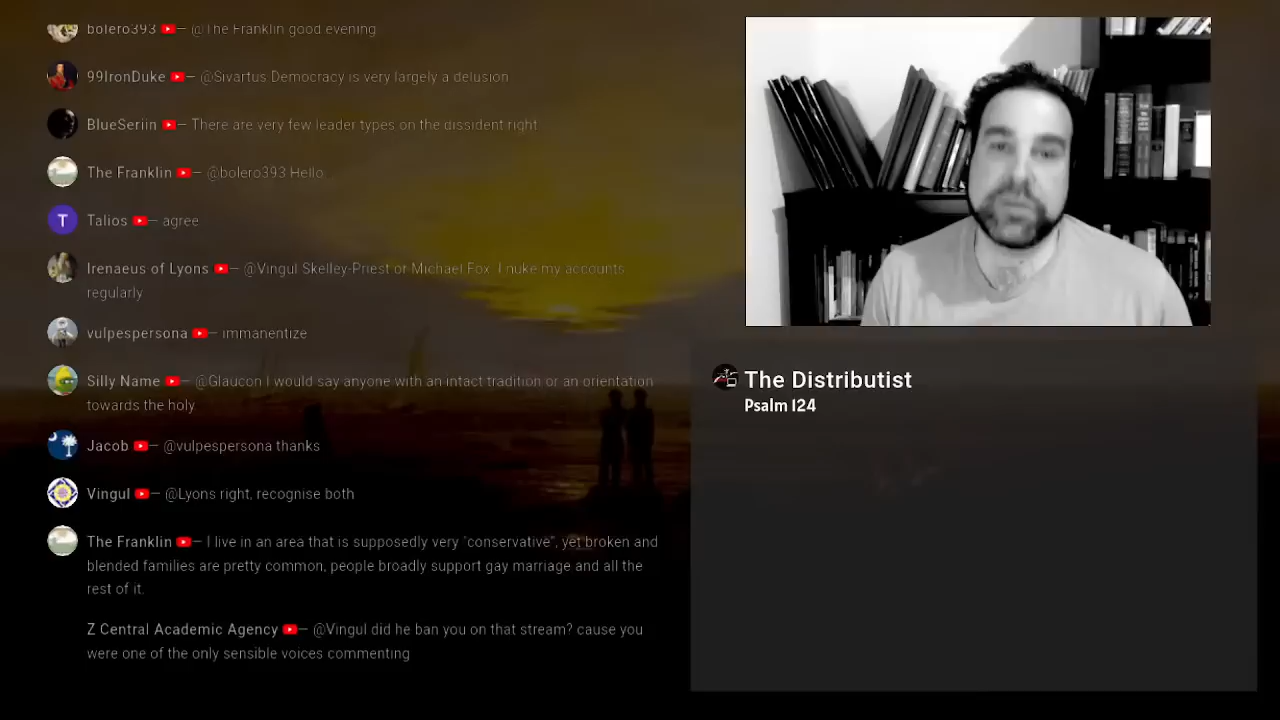 bolero393 — @The Franklin good evening
99IronDuke — @Sivartus Democracy is very largely a delusion
BlueSeriin — There are very few leader types on the dissident right
The Franklin — @bolero393 Hello.
T Talios — agree
Irenaeus of Lyons — @Vingul Skelley-Priest or Michael Fox. I nuke my accounts
regularly
vulpespersona — immanentize
Silly Name — @Glaucon I would say anyone with an intact tradition or an orientation
towards the holy
Jacob — @vulpespersona thanks
Vingul — @Lyons right, recognise both
The Franklin — I live in an area that is supposedly very "conservative", yet broken and
blended families are pretty common, people broadly support gay marriage and all the
rest of it.
Z Central Academic Agency — @Vingul did he ban you on that stream? cause you
were one of the only sensible voices commenting
The Distributist
Psalm 124